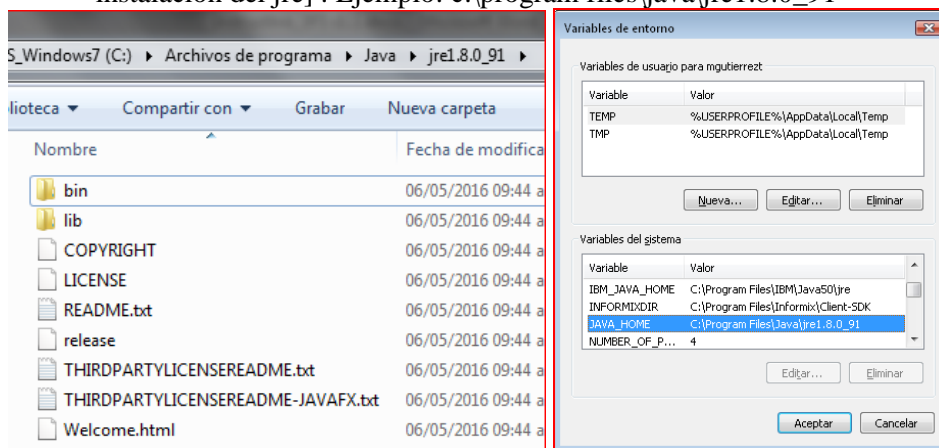 instalación del jre] . Ejemplo: c:\program files\java\jre1.8.0_91
S_Windows7 (C:) ▸ Archivos de programa ▸ Java ▸ jre1.8.0_91 ▸
lioteca ▾ Compartir con ▾ Grabar Nueva carpeta
Nombre Fecha de modifica
bin 06/05/2016 09:44 a
lib 06/05/2016 09:44 a
COPYRIGHT 06/05/2016 09:44 a
LICENSE 06/05/2016 09:44 a
README.txt 06/05/2016 09:44 a
release 06/05/2016 09:44 a
THIRDPARTYLICENSEREADME.txt 06/05/2016 09:44 a
THIRDPARTYLICENSEREADME-JAVAFX.txt 06/05/2016 09:44 a
Welcome.html 06/05/2016 09:44 a
Variables de entorno
Variables de usuario para mgutierrezt
Variable Valor
TEMP %USERPROFILE%\AppData\Local\Temp
TMP %USERPROFILE%\AppData\Local\Temp
Nueva... Editar... Eliminar
Variables del sistema
Variable Valor
IBM_JAVA_HOME C:\Program Files\IBM\Java50\jre
INFORMIXDIR C:\Program Files\Informix\Client-SDK
JAVA_HOME C:\Program Files\Java\jre1.8.0_91
NUMBER_OF_P... 4
Editar... Eliminar
Aceptar Cancelar